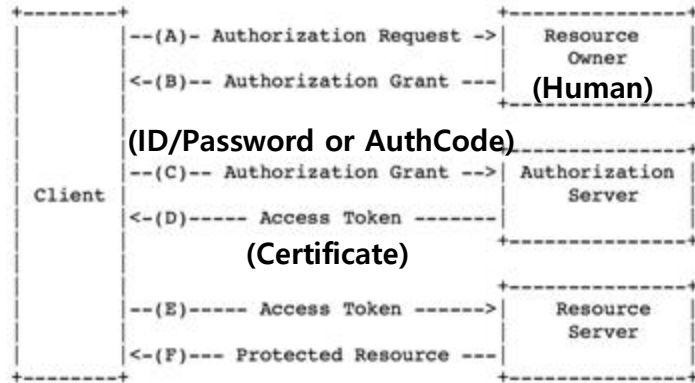 --(A)- Authorization Request -> Resource
Owner
<-(B)-- Authorization Grant ---
(Human)
(ID/Password or AuthCode)
--(C)-- Authorization Grant --> Authorization
Client Server
<-(D)----- Access Token -------
(Certificate)
--(E)----- Access Token ------> Resource
Server
<-(F)--- Protected Resource ---